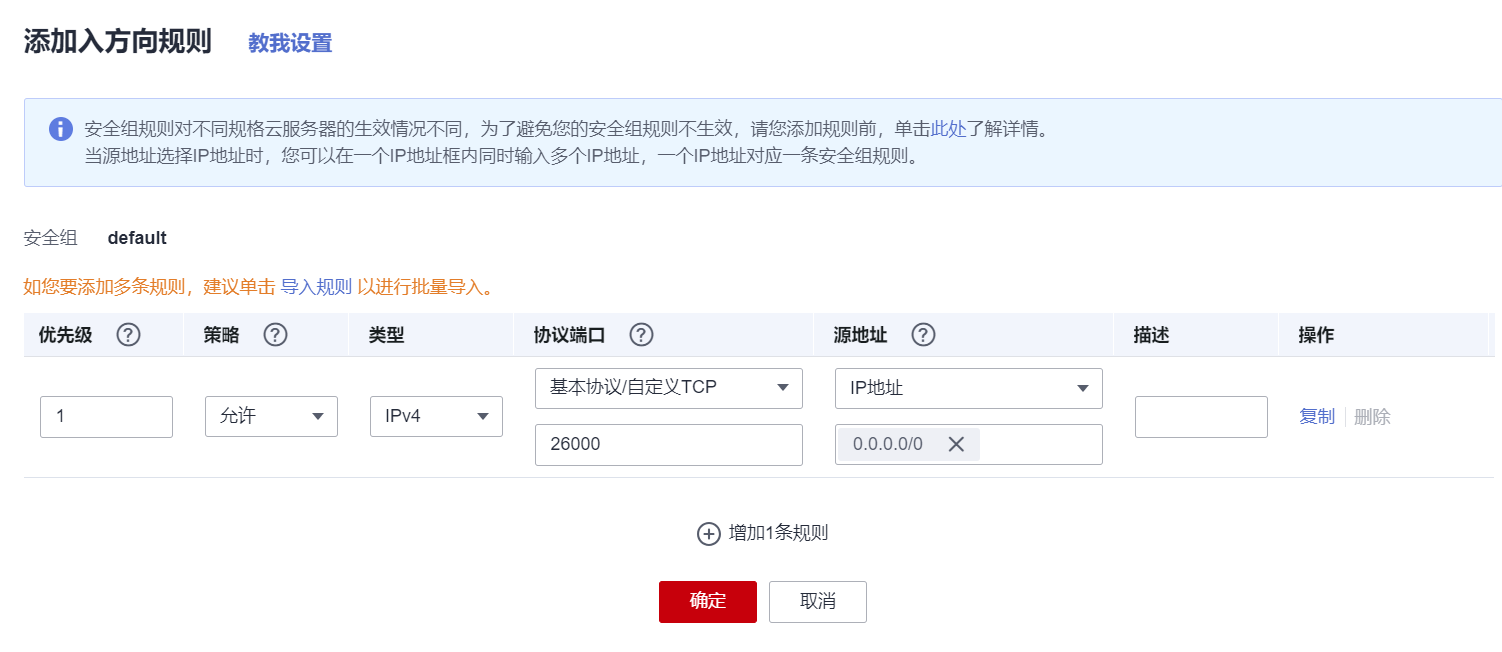 添加入方向规则 教我设置
安全组规则对不同规格云服务器的生效情况不同，为了避免您的安全组规则不生效，请您添加规则前，单击此处了解详情。
当源地址选择IP地址时，您可以在一个IP地址框内同时输入多个IP地址，一个IP地址对应一条安全组规则。
安全组 default
如您要添加多条规则，建议单击 导入规则 以进行批量导入。
优先级 ? 策略 ? 类型 协议端口 ? 源地址 ? 描述 操作
基本协议/自定义TCP IP地址
1 允许 IPv4 复制 删除
26000 0.0.0.0/0
增加1条规则
确定 取消